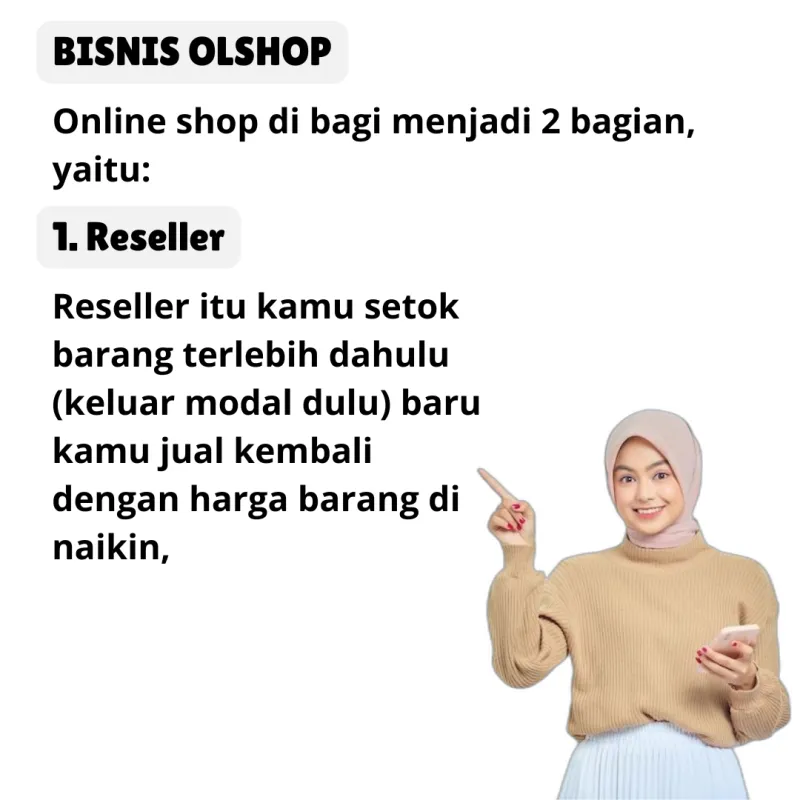 BISNIS OLSHOP
Online shop di bagi menjadi 2 bagian,
yaitu:
1. Reseller
Reseller itu kamu setok
barang terlebih dahulu
(keluar modal dulu) baru
kamu jual kembali
dengan harga barang di
naikin,